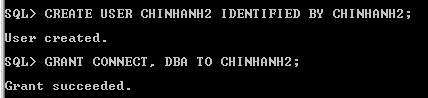 SQL> CREATE USER CHINHANH2 IDENTIFIED BY CHINHANH2;
User created.
SQL> GRANT CONNECT, DBA TO CHINHANH2;
Grant succeeded.